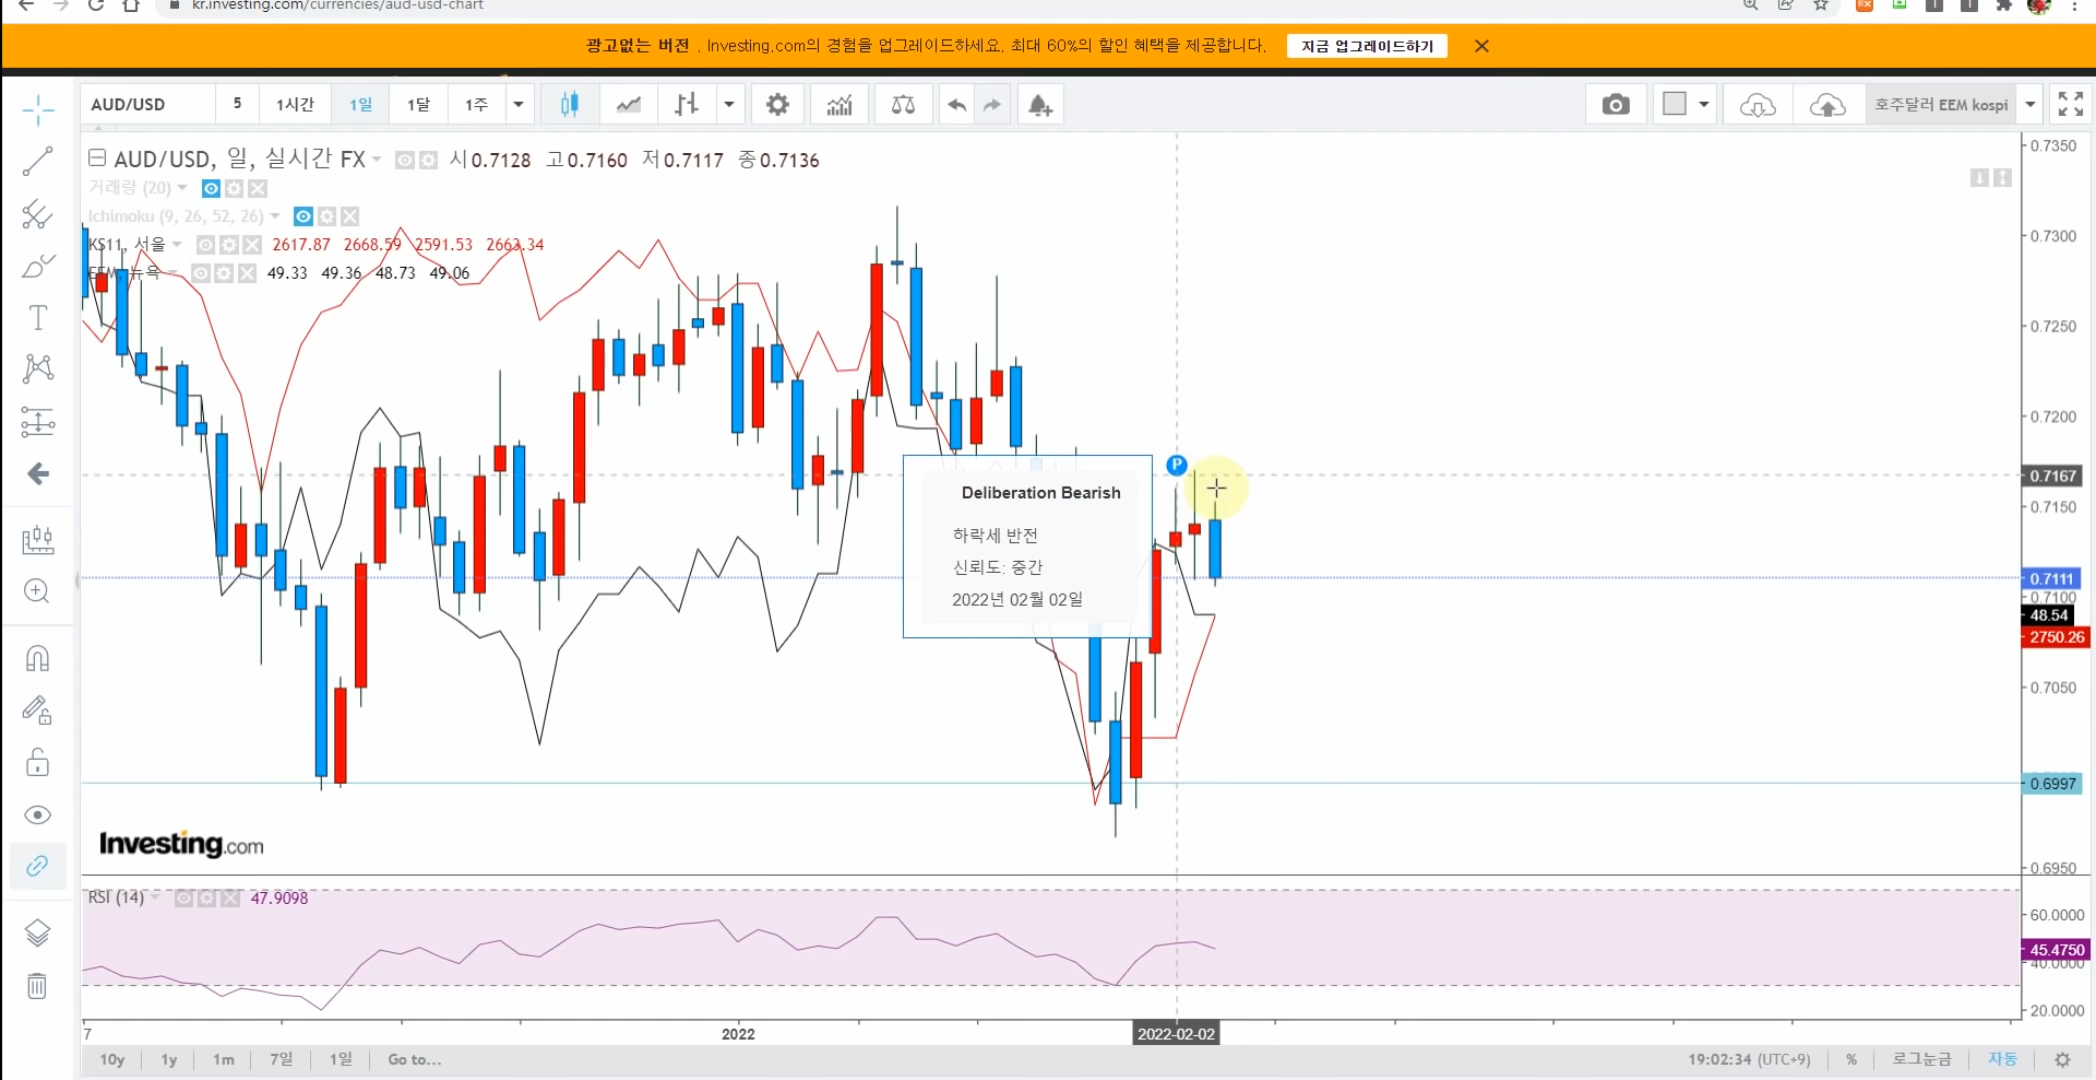 kr.investing.com/currencies/aud-usd-chart
광고없는 버전 . Investing.com의 경험을 업그레이드하세요. 최대 60%의 할인 혜택을 제공합니다. 지금 업그레이드하기
AUD/USD 5 1시간 1일 1달 1주 호주달러 EEM kospi
AUD/USD, 일, 실시간 FX 시0.7128 고0.7160 저0.7117 종0.7136
거래량 (20)
Ichimoku (9, 26, 52, 26)
KS11, 서울 2617.87 2668.59 2591.53 2663.34
EEM, 뉴욕 49.33 49.36 48.73 49.06
0.7350
0.7300
0.7250
0.7200
P
0.7167
Deliberation Bearish
0.7150
하락세 반전
신뢰도: 중간
0.7111
2022년 02월 02일
0.7100
48.54
2750.26
0.7050
0.6997
Investing.com
0.6950
RSI (14) 47.9098
60.0000
45.4750
40.0000
20.0000
7 2022 2022-02-02
10y 1y 1m 7일 1일 Go to... 19:02:34 (UTC+9) % 로그눈금 자동